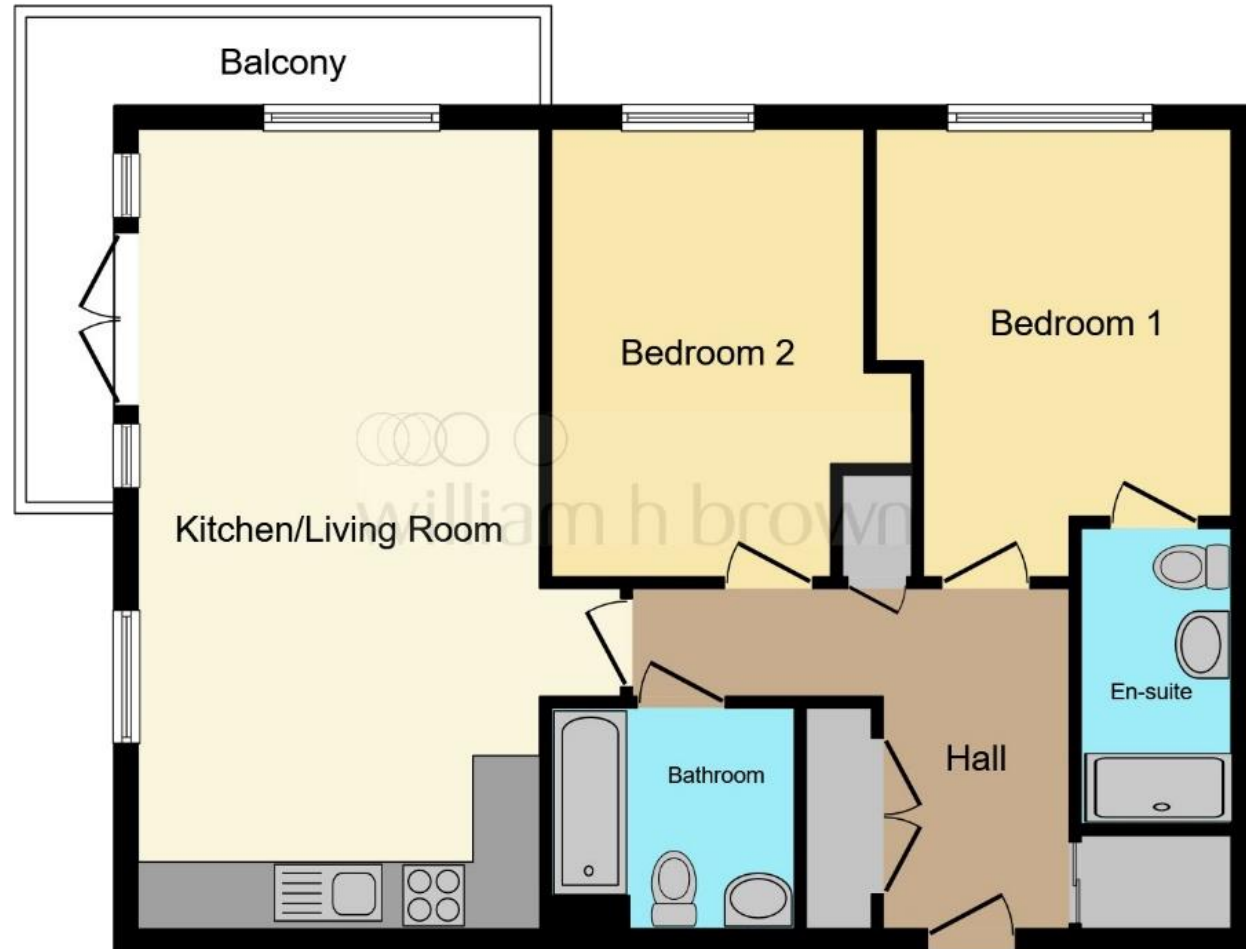 Balcony
Bedroom 1
Bedroom 2
william h brown
Kitchen/Living Room
En-suite
Hall
Bathroom